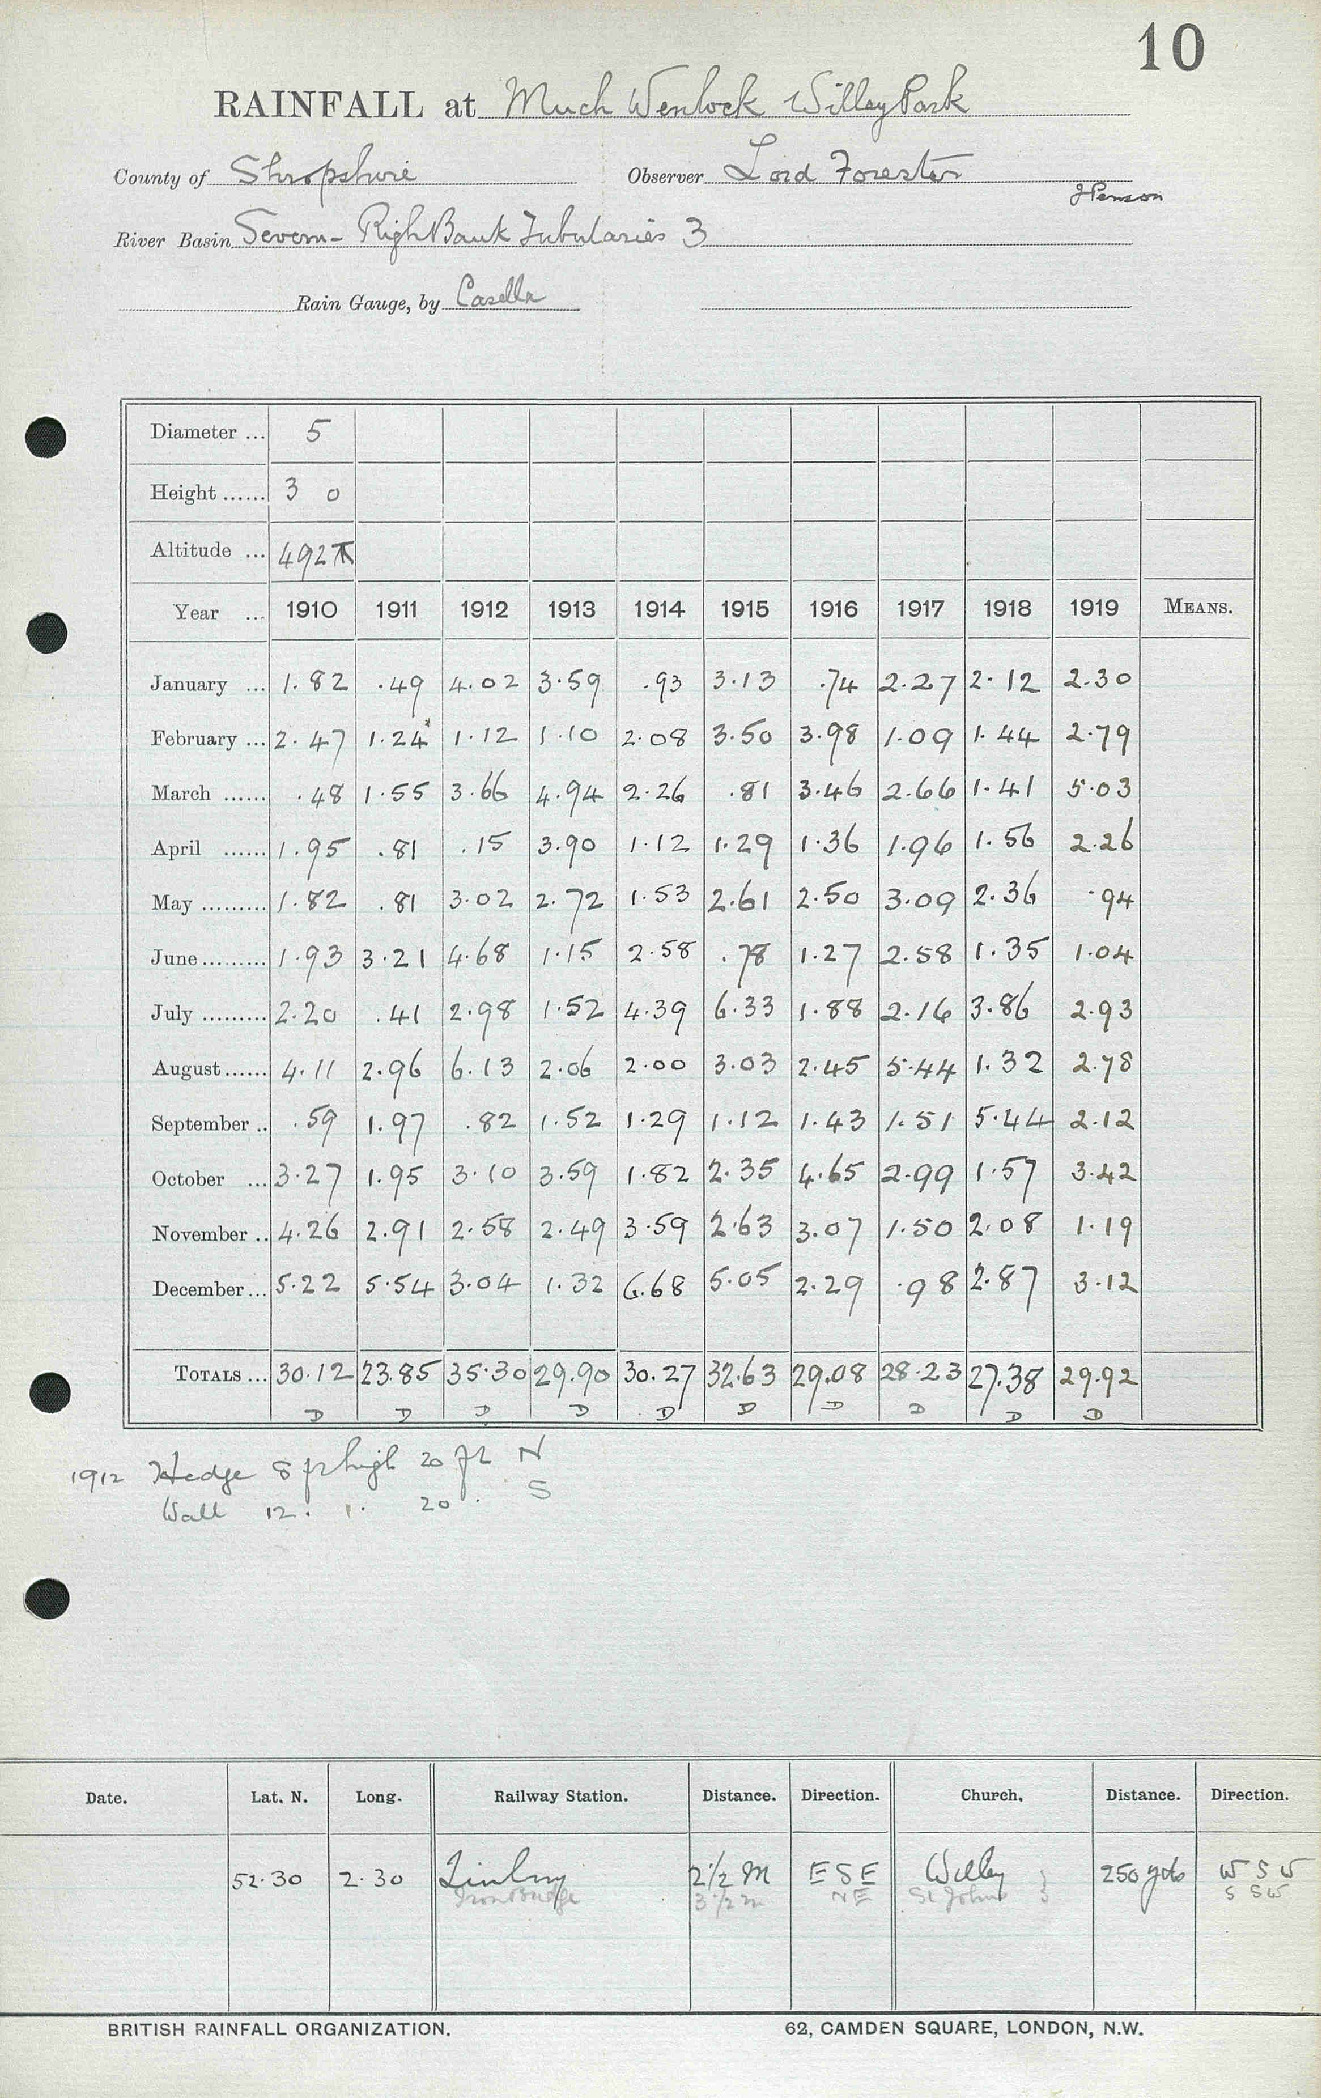 10
RAINFALL at Much Wenlock Willey Park
County of Shropshire Observer Lord Forester
J Penson
River Basin Severn - Right Bank Tubularies 3
Rain Gauge, by Casella
Diameter ... 5
Height ...... 3 0
Altitude ... 492
Year ... 1910 1911 1912 1913 1914 1915 1916 1917 1918 1919 MEANS.
January ... 1.82 .49 4.02 3.59 .93 3.13 .74 2.27 2.12 2.30
February ... 2.47 1.24* 1.12 1.10 2.08 3.50 3.98 1.09 1.44 2.79
March ...... .48 1.55 3.66 4.94 2.26 .81 3.46 2.66 1.41 5.03
April ...... 1.95 .81 .15 3.90 1.12 1.29 1.36 1.96 1.56 2.26
May ......... 1.82 .81 3.02 2.72 1.53 2.61 2.50 3.09 2.36 .94
June ......... 1.93 3.21 4.68 1.15 2.58 .78 1.27 2.58 1.35 1.04
July ......... 2.20 .41 2.98 1.52 4.39 6.33 1.88 2.16 3.86 2.93
August ...... 4.11 2.96 6.13 2.06 2.00 3.03 2.45 5.44 1.32 2.78
September .. .59 1.97 .82 1.52 1.29 1.12 1.43 1.51 5.44 2.12
October ... 3.27 1.95 3.10 3.59 1.82 2.35 4.65 2.99 1.57 3.42
November .. 4.26 2.91 2.58 2.49 3.59 2.63 3.07 1.50 2.08 1.19
December ... 5.22 5.54 3.04 1.32 6.68 5.05 2.29 .98 2.87 3.12
TOTALS ... 30.12 23.85 35.30 29.90 30.27 32.63 29.08 28.23 27.38 29.92
D D D D D D D D D D
1912 Hedge 8 ft high 20 ft N
Wall 12 . 1. 20 . S
Date. Lat. N. Long. Railway Station. Distance. Direction. Church. Distance. Direction.
52.30 2.30 Linley 2 1/2 m ESE Willey 250 yds WSW
Iron Bridge 3 1/2 m NE St Johns S SW
BRITISH RAINFALL ORGANIZATION. 62, CAMDEN SQUARE, LONDON, N.W.